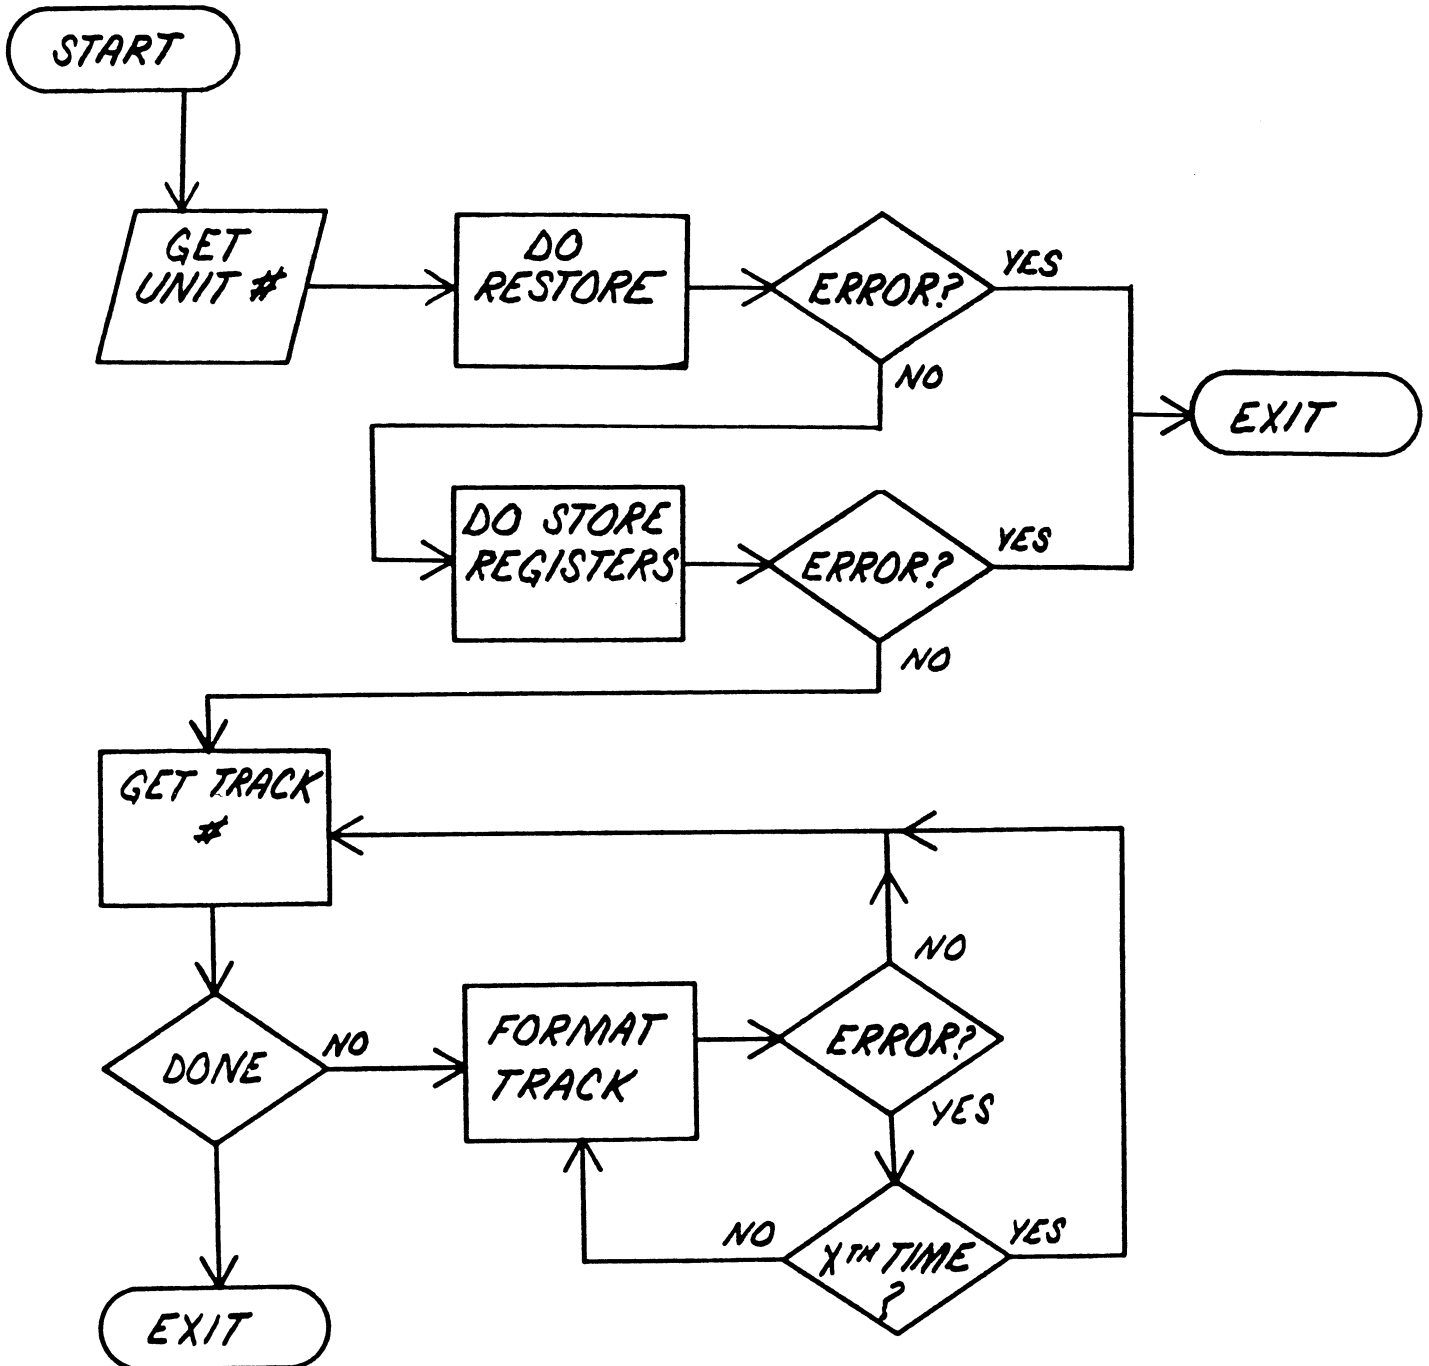 START
GET
UNIT #
DO
RESTORE
ERROR?
YES
NO
EXIT
DO STORE
REGISTERS
ERROR?
YES
NO
GET TRACK
#
DONE
NO
FORMAT
TRACK
ERROR?
NO
YES
XTH TIME
?
NO
YES
EXIT